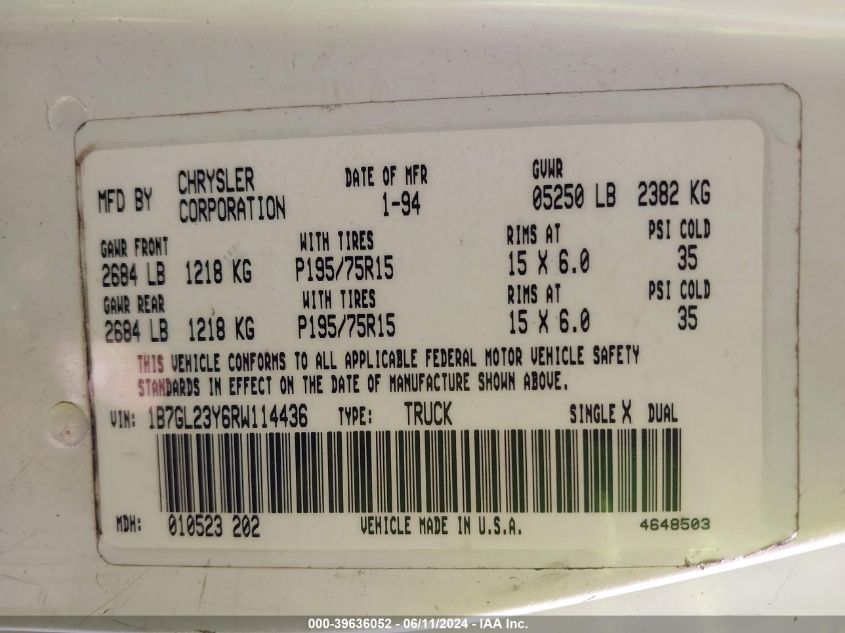 MFD BY CHRYSLER CORPORATION DATE OF MFR 1-94 GVWR 05250 LB 2382 KG
GAWR FRONT WITH TIRES RIMS AT PSI COLD
2684 LB 1218 KG P195/75R15 15 X 6.0 35
GAWR REAR WITH TIRES RIMS AT PSI COLD
2684 LB 1218 KG P195/75R15 15 X 6.0 35
THIS VEHICLE CONFORMS TO ALL APPLICABLE FEDERAL MOTOR VEHICLE SAFETY
STANDARDS IN EFFECT ON THE DATE OF MANUFACTURE SHOWN ABOVE.
VIN: 1B7GL23Y6RW114436 TYPE: TRUCK SINGLE X DUAL
MDH: 010523 202 VEHICLE MADE IN U.S.A. 4648503
000-39636052 - 06/11/2024 - IAA Inc.